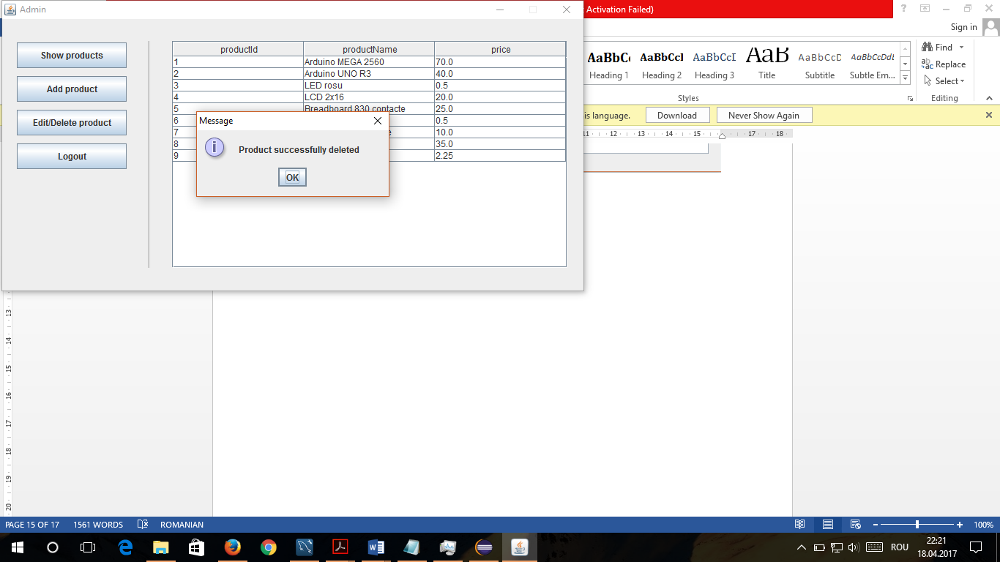 Admin
Activation Failed)
Sign in
Show products
Add product
Edit/Delete product
Logout
productId productName price
1 Arduino MEGA 2560 70.0
2 Arduino UNO R3 40.0
3 LED rosu 0.5
4 LCD 2x16 20.0
5 Breadboard 830 contacte 25.0
6 0.5
7 10.0
8 35.0
9 2.25
Message
Product successfully deleted
OK
AaBbCc AaBbCcI AaBbCcI AaB AaBbCcD AaBbCcDdI
Heading 1 Heading 2 Heading 3 Title Subtitle Subtle Em...
Styles
Find
Replace
Select
Editing
is language. Download Never Show Again
11 12 13 14 15 17 18
13
14
15
16
17
18
19
20
PAGE 15 OF 17 1561 WORDS ROMANIAN 100%
ROU 22:21
18.04.2017